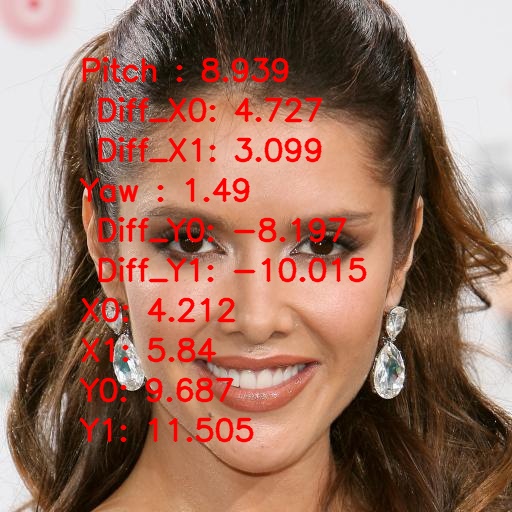 Pitch : 8.939
Diff_X0: 4.727
Diff_X1: 3.099
Yaw : 1.49
Diff_Y0: -8.197
Diff_Y1: -10.015
X0: 4.212
X1: 5.84
Y0: 9.687
Y1: 11.505